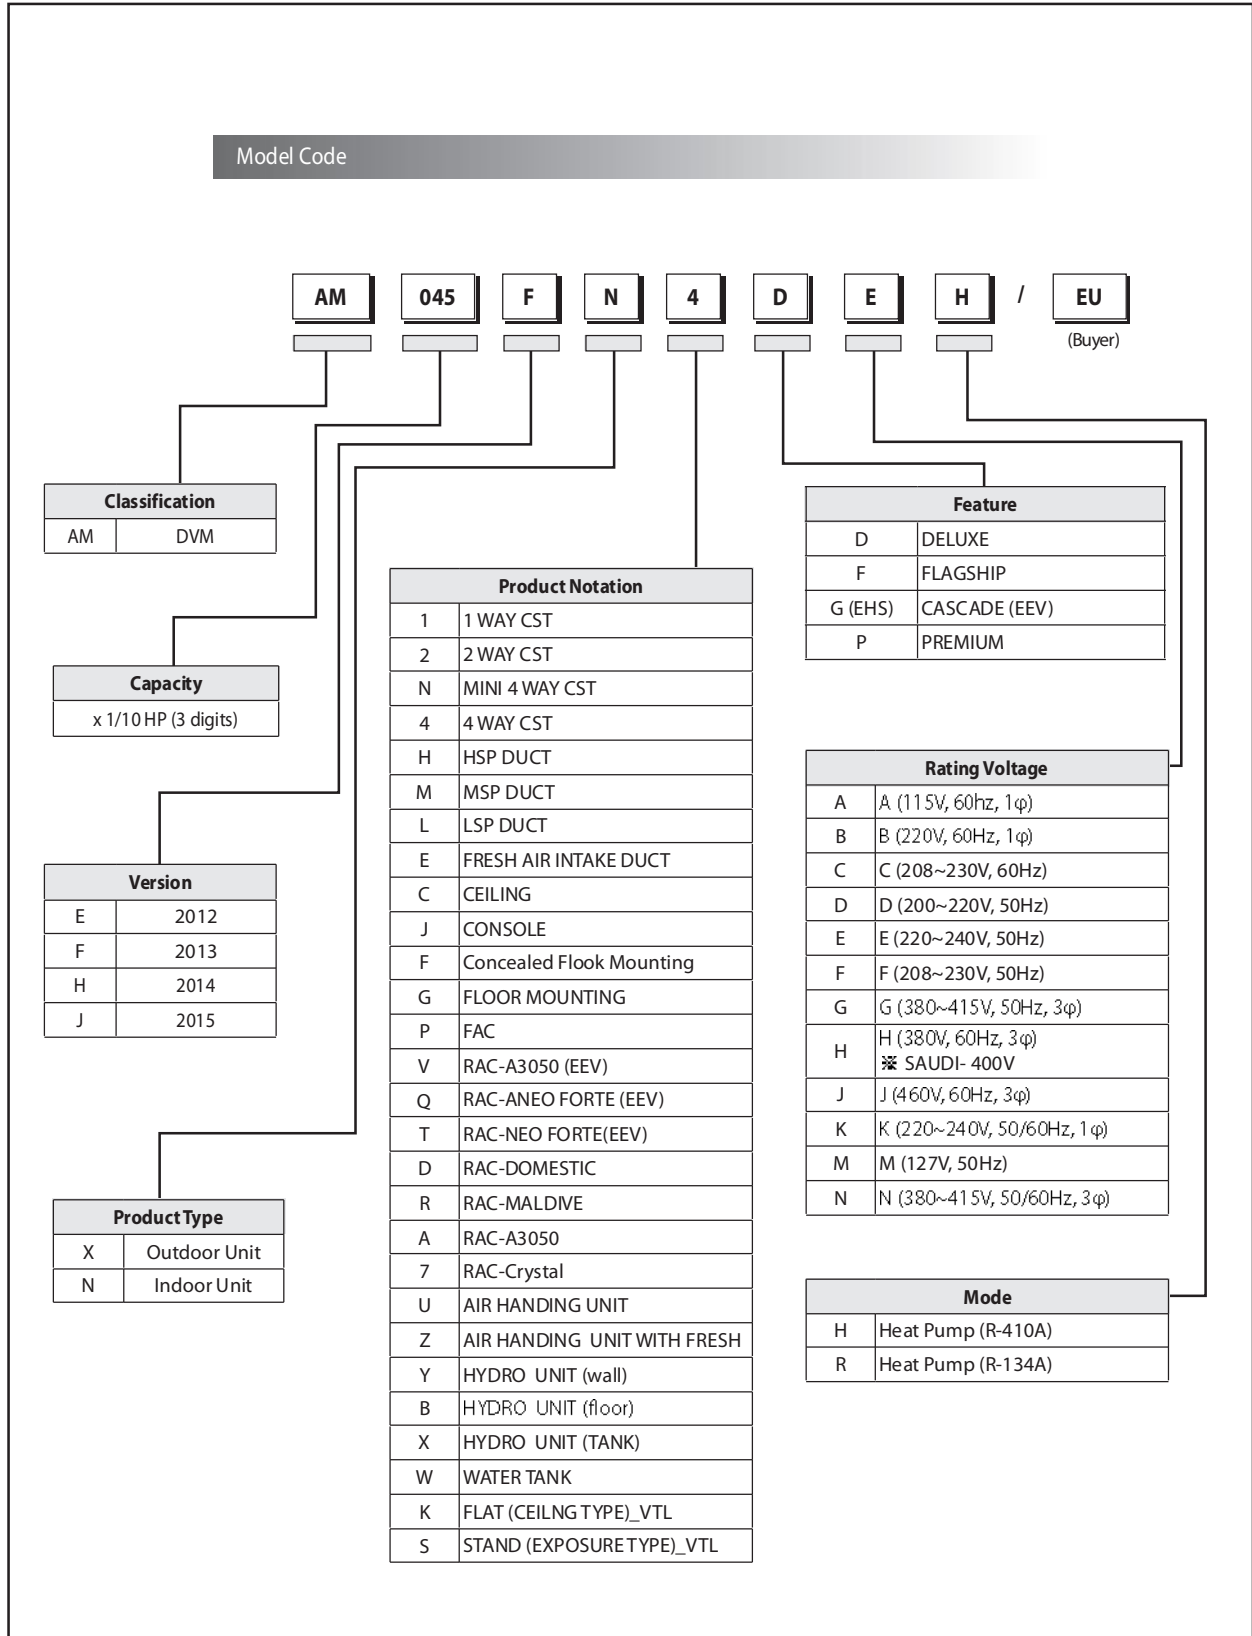 Model Code
AM 045 F N 4 D E H / EU
(Buyer)
Classification
AM DVM
Capacity
x 1/10 HP (3 digits)
Version
E 2012
F 2013
H 2014
J 2015
Product Type
X Outdoor Unit
N Indoor Unit
Product Notation
1 1 WAY CST
2 2 WAY CST
N MINI 4 WAY CST
4 4 WAY CST
H HSP DUCT
M MSP DUCT
L LSP DUCT
E FRESH AIR INTAKE DUCT
C CEILING
J CONSOLE
F Concealed Flook Mounting
G FLOOR MOUNTING
P FAC
V RAC-A3050 (EEV)
Q RAC-ANEO FORTE (EEV)
T RAC-NEO FORTE(EEV)
D RAC-DOMESTIC
R RAC-MALDIVE
A RAC-A3050
7 RAC-Crystal
U AIR HANDING UNIT
Z AIR HANDING UNIT WITH FRESH
Y HYDRO UNIT (wall)
B HYDRO UNIT (floor)
X HYDRO UNIT (TANK)
W WATER TANK
K FLAT (CEILNG TYPE)_VTL
S STAND (EXPOSURE TYPE)_VTL
Feature
D DELUXE
F FLAGSHIP
G (EHS) CASCADE (EEV)
P PREMIUM
Rating Voltage
A A (115V, 60hz, 1φ)
B B (220V, 60Hz, 1φ)
C C (208~230V, 60Hz)
D D (200~220V, 50Hz)
E E (220~240V, 50Hz)
F F (208~230V, 50Hz)
G G (380~415V, 50Hz, 3φ)
H H (380V, 60Hz, 3φ)
※ SAUDI- 400V
J J (460V, 60Hz, 3φ)
K K (220~240V, 50/60Hz, 1φ)
M M (127V, 50Hz)
N N (380~415V, 50/60Hz, 3φ)
Mode
H Heat Pump (R-410A)
R Heat Pump (R-134A)